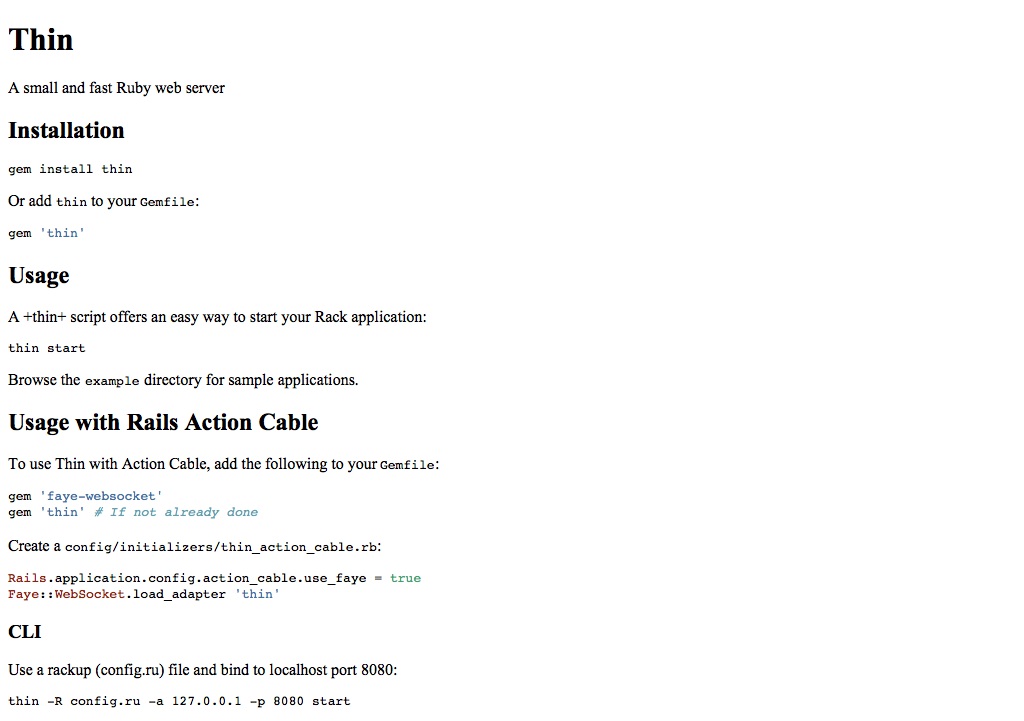 Thin
A small and fast Ruby web server
Installation
gem install thin
Or add thin to your Gemfile:
gem 'thin'
Usage
A +thin+ script offers an easy way to start your Rack application:
thin start
Browse the example directory for sample applications.
Usage with Rails Action Cable
To use Thin with Action Cable, add the following to your Gemfile:
gem 'faye-websocket'
gem 'thin' # If not already done
Create a config/initializers/thin_action_cable.rb:
Rails.application.config.action_cable.use_faye = true
Faye::WebSocket.load_adapter 'thin'
CLI
Use a rackup (config.ru) file and bind to localhost port 8080:
thin -R config.ru -a 127.0.0.1 -p 8080 start